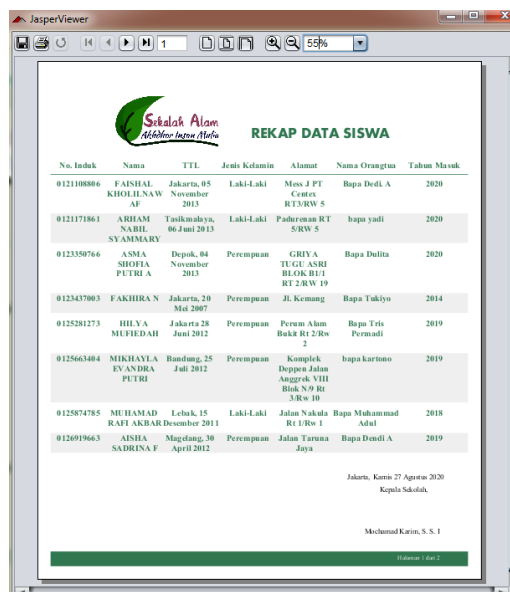 JasperViewer
1
55%
Sekolah Alam
Akhdhor Insan Mulia
REKAP DATA SISWA
No. Induk Nama TTL Jenis Kelamin Alamat Nama Orangtua Tahun Masuk
0121108806 FAISHAL Jakarta, 05 Laki-Laki Mess J PT Bapa Dedi. A 2020
KHOLILNAW November Centex
AF 2013 RT3/RW 5
0121171861 ARHAM Tasikmalaya, Laki-Laki Padurenan RT bapa yadi 2020
NABIL 06 Juni 2013 5/RW 5
SYAMMARY
0123350766 ASMA Depok, 04 Perempuan GRIYA Bapa Dulita 2020
SHOFIA November TUGU ASRI
PUTRI A 2013 BLOK B1/1
RT 2/RW 19
0123437003 FAKHIRA N Jakarta, 20 Perempuan Jl. Kemang Bapa Tukiyo 2014
Mei 2007
0125281273 HILYA Jakarta 28 Perempuan Perum Alam Bapa Tris 2019
MUFIEDAH Juni 2012 Bukit Rt 2/Rw Permadi
2
0125663404 MIKHAYLA Bandung, 25 Perempuan Komplek bapa kartono 2019
EVANDRA Juli 2012 Deppen Jalan
PUTRI Anggrek VIII
Blok N/9 Rt
3/Rw 10
0125874785 MUHAMAD Lebak, 15 Laki-Laki Jalan Nakula Bapa Muhammad 2018
RAFI AKBAR Desember 2011 Rt 1/Rw 1 Adul
0126919663 AISHA Magelang, 30 Perempuan Jalan Taruna Bapa Dendi A 2019
SADRINA F April 2012 Jaya
Jakarta, Kamis 27 Agustus 2020
Kepala Sekolah,
Mochamad Karim, S. S. I
Halaman 1 dari 2